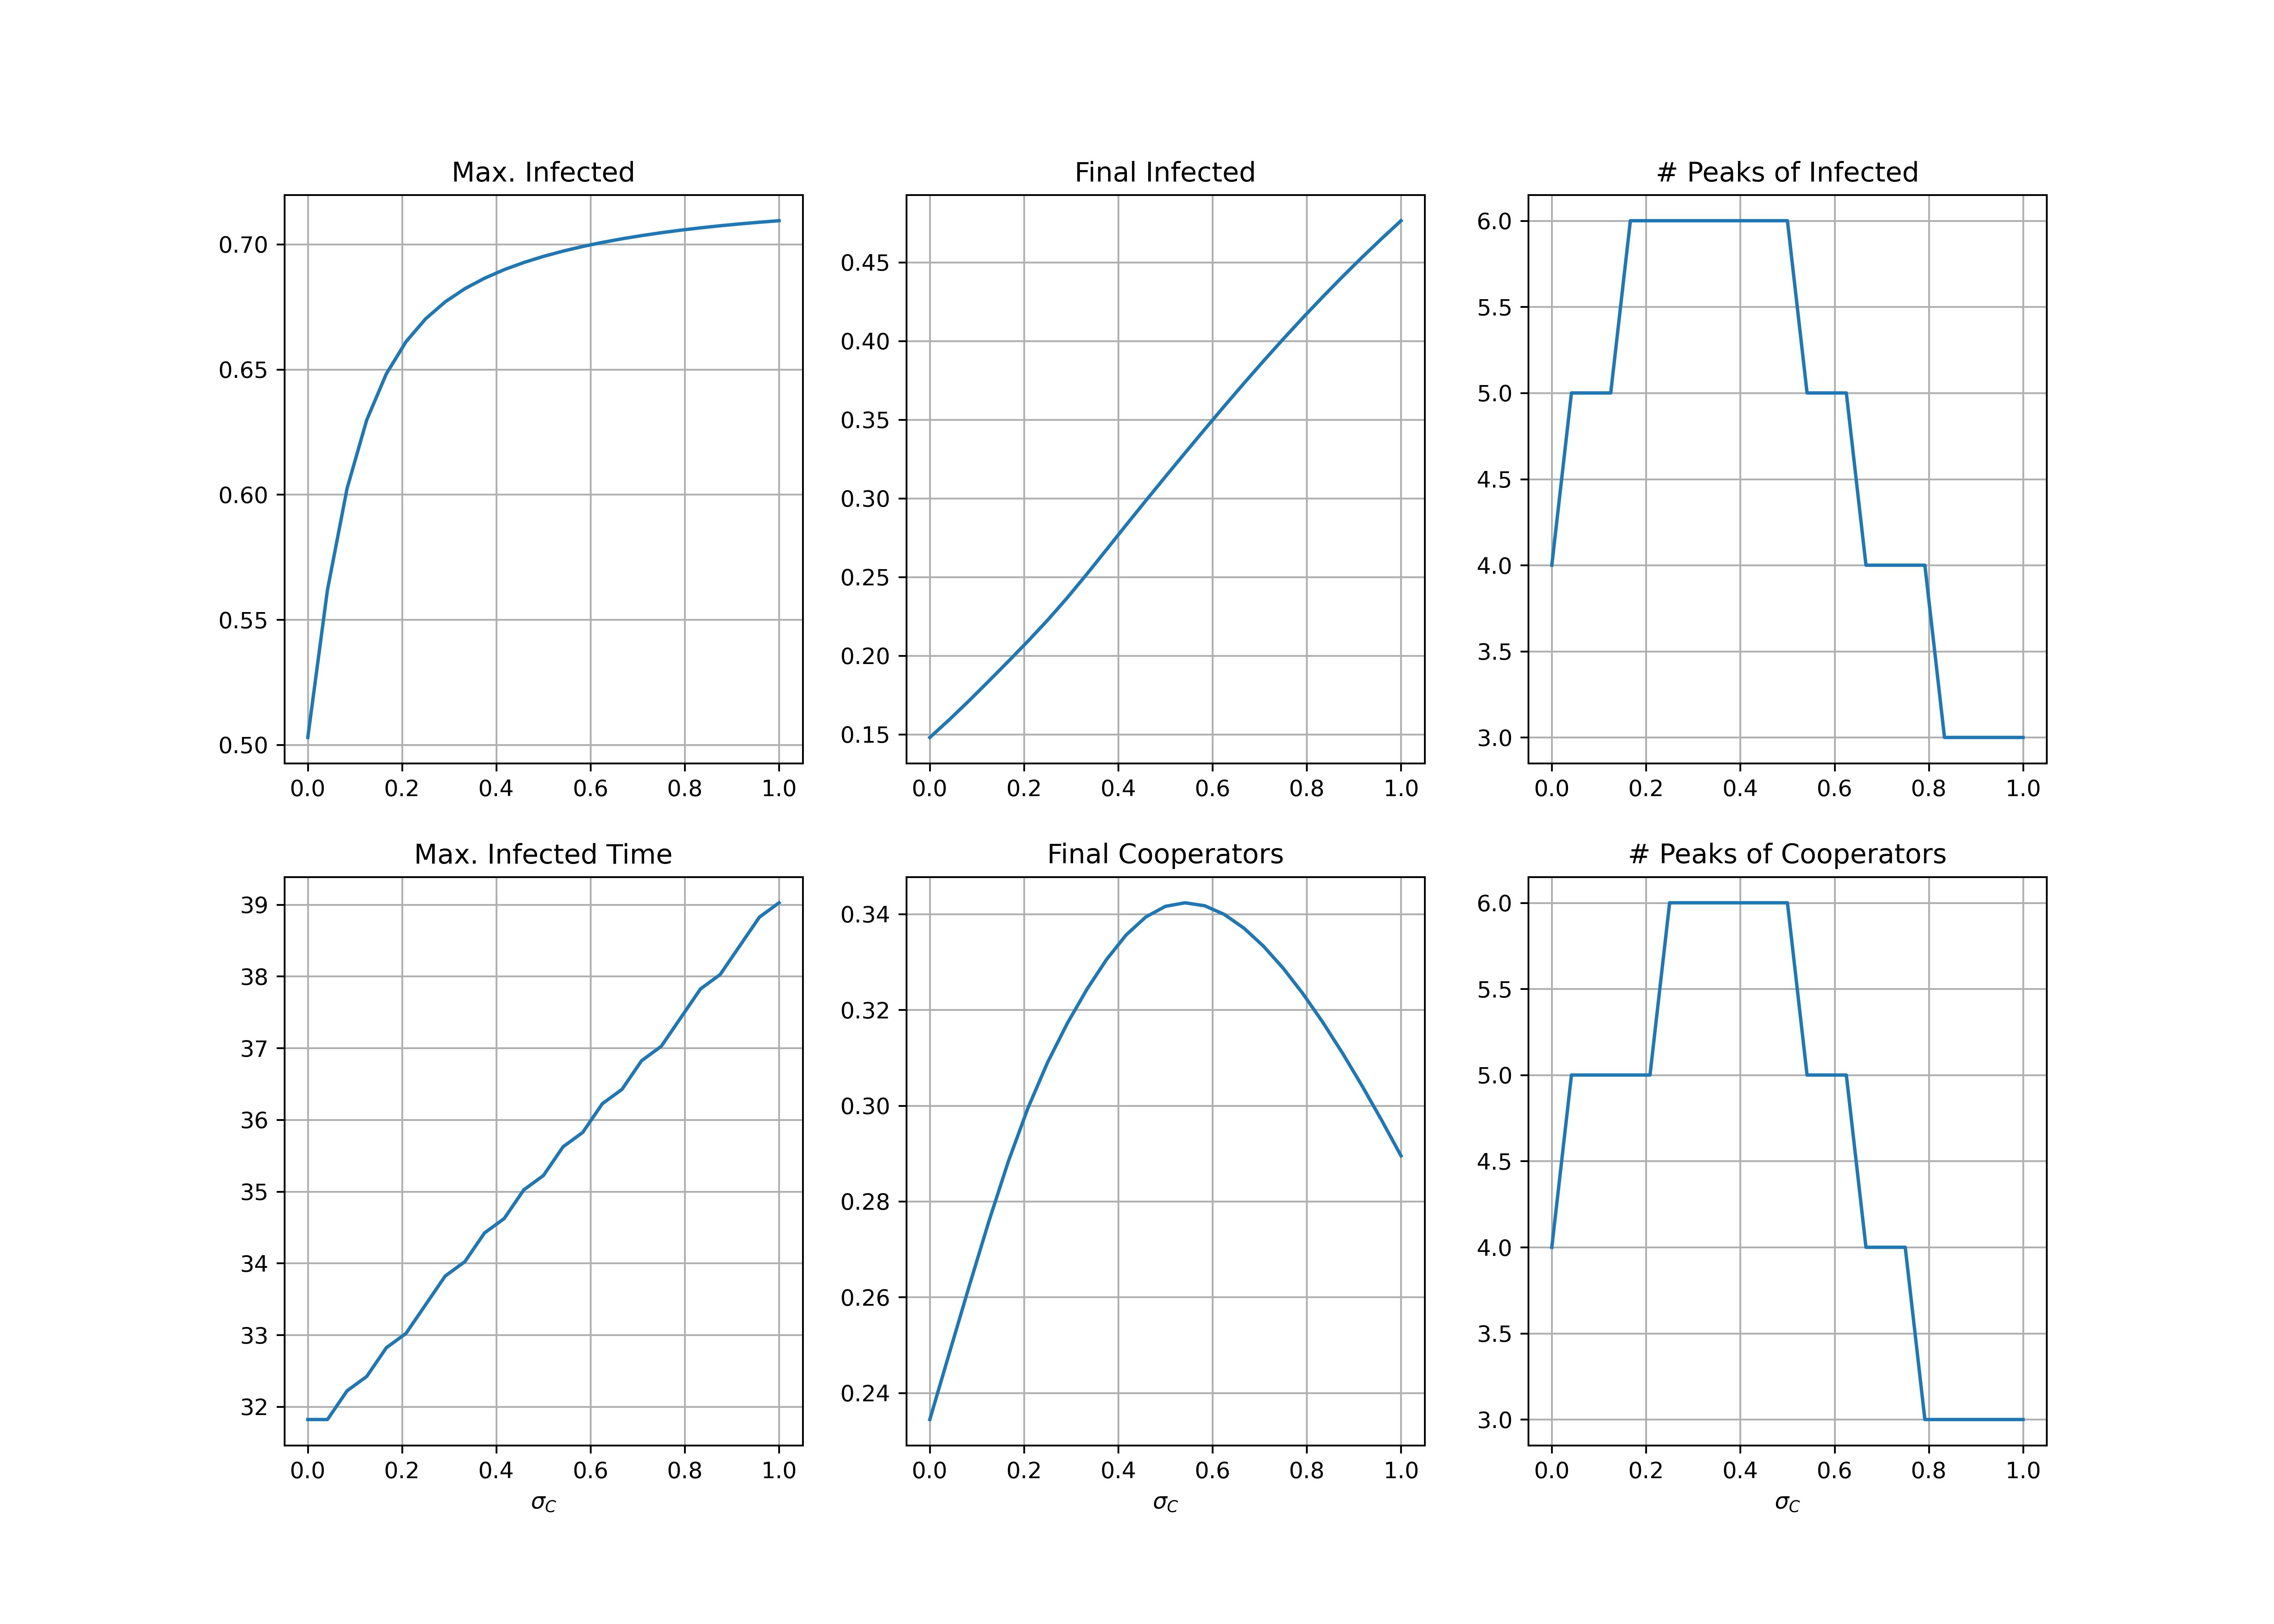 Max. Infected
0.70
0.65
0.60
0.55
0.50
0.0 0.2 0.4 0.6 0.8 1.0
Final Infected
0.45
0.40
0.35
0.30
0.25
0.20
0.15
0.0 0.2 0.4 0.6 0.8 1.0
# Peaks of Infected
6.0
5.5
5.0
4.5
4.0
3.5
3.0
0.0 0.2 0.4 0.6 0.8 1.0
Max. Infected Time
39
38
37
36
35
34
33
32
0.0 0.2 0.4 0.6 0.8 1.0
σ_C
Final Cooperators
0.34
0.32
0.30
0.28
0.26
0.24
0.0 0.2 0.4 0.6 0.8 1.0
σ_C
# Peaks of Cooperators
6.0
5.5
5.0
4.5
4.0
3.5
3.0
0.0 0.2 0.4 0.6 0.8 1.0
σ_C